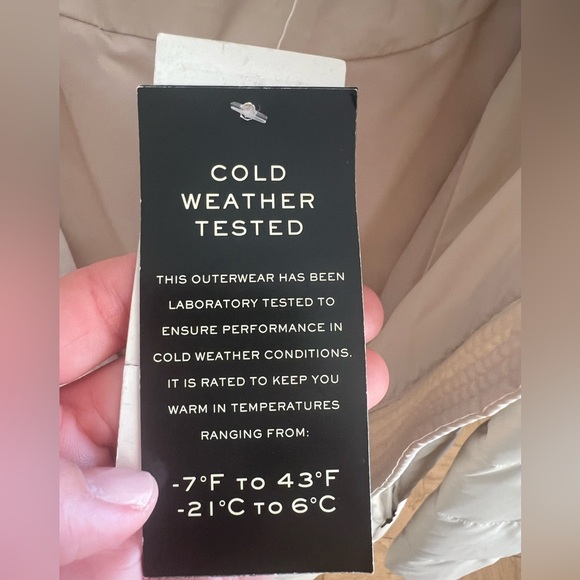 COLD
WEATHER
TESTED
THIS OUTERWEAR HAS BEEN
LABORATORY TESTED TO
ENSURE PERFORMANCE IN
COLD WEATHER CONDITIONS.
IT IS RATED TO KEEP YOU
WARM IN TEMPERATURES
RANGING FROM:
-7°F TO 43°F
-21°C TO 6°C